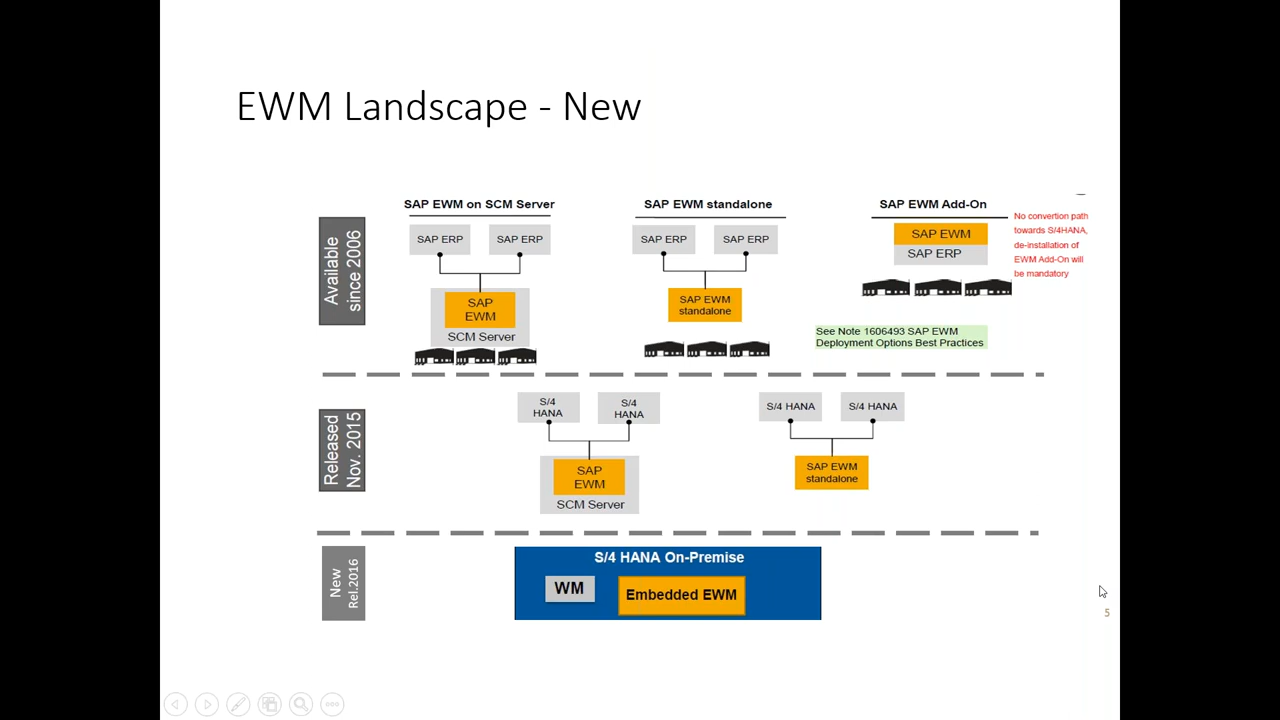 EWM Landscape - New
Available
since 2006
SAP EWM on SCM Server
SAP ERP
SAP ERP
SAP
EWM
SCM Server
SAP EWM standalone
SAP ERP
SAP ERP
SAP EWM
standalone
SAP EWM Add-On
SAP EWM
SAP ERP
No convertion path
towards S/4HANA,
de-installation of
EWM Add-On will
be mandatory
See Note 1606493 SAP EWM
Deployment Options Best Practices
Released
Nov. 2015
S/4
HANA
S/4
HANA
SAP
EWM
SCM Server
S/4 HANA
S/4 HANA
SAP EWM
standalone
New
Rel.2016
S/4 HANA On-Premise
WM
Embedded EWM
5